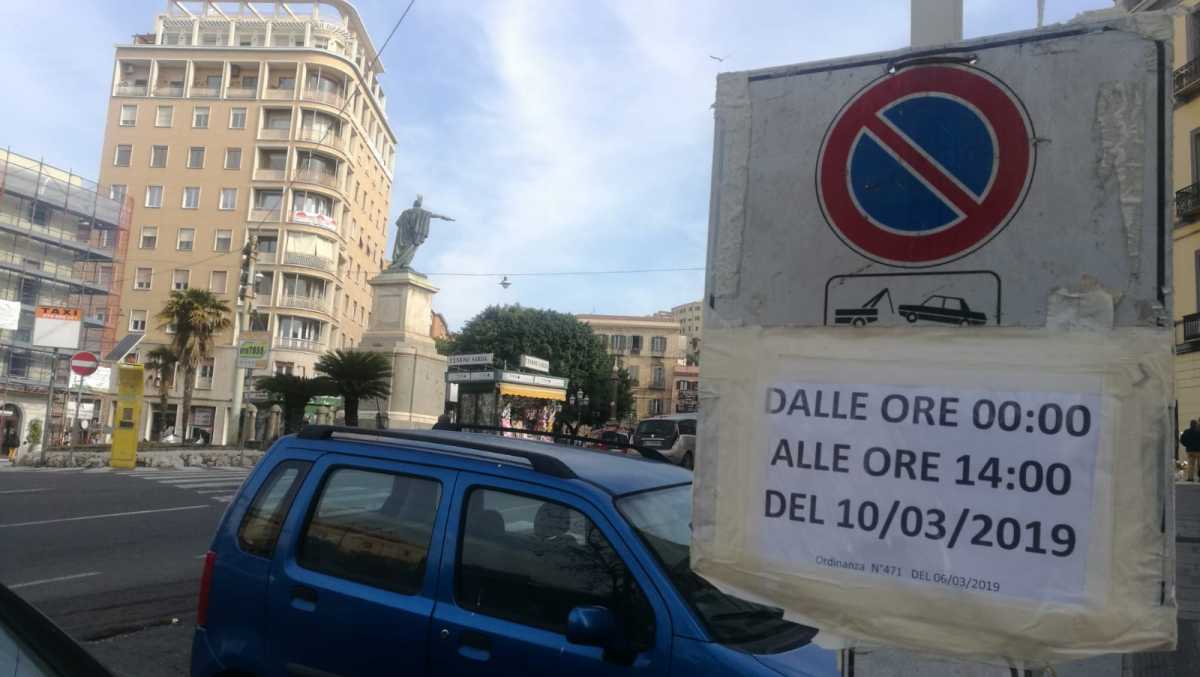 TAXI
DALLE ORE 00:00
ALLE ORE 14:00
DEL 10/03/2019
Ordinanza N°471 DEL 06/03/2019